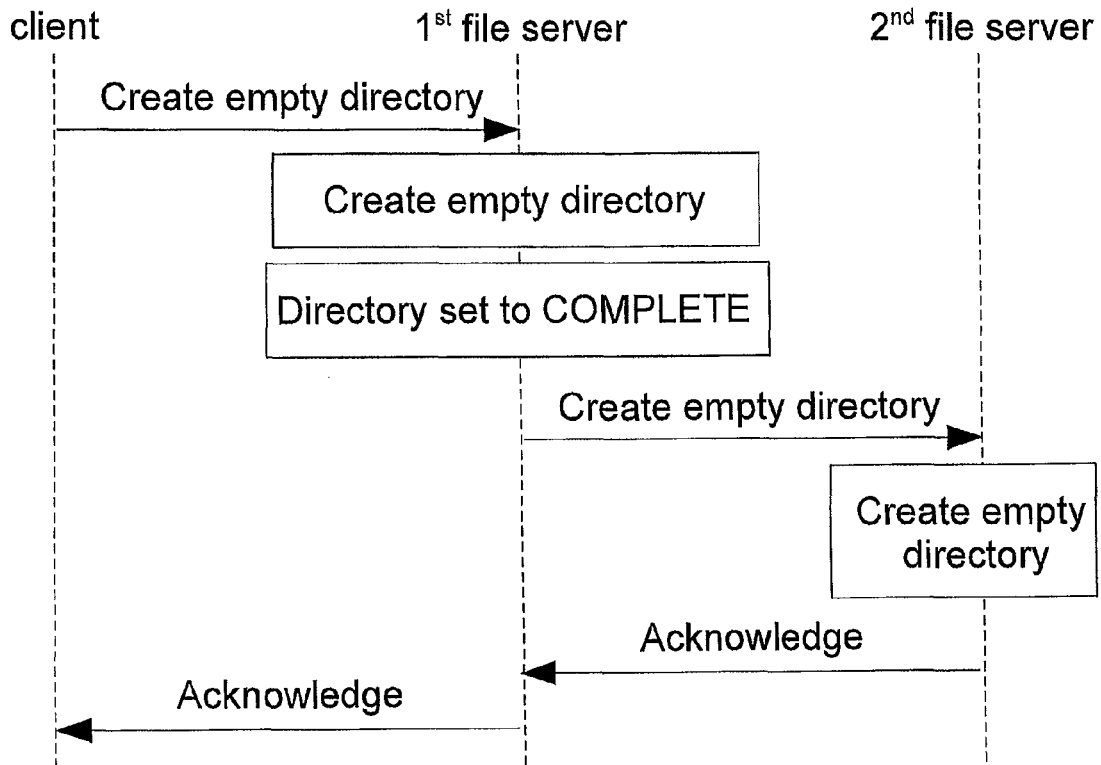 client
1st file server
2nd file server
Create empty directory
Create empty directory
Directory set to COMPLETE
Create empty directory
Create empty
directory
Acknowledge
Acknowledge